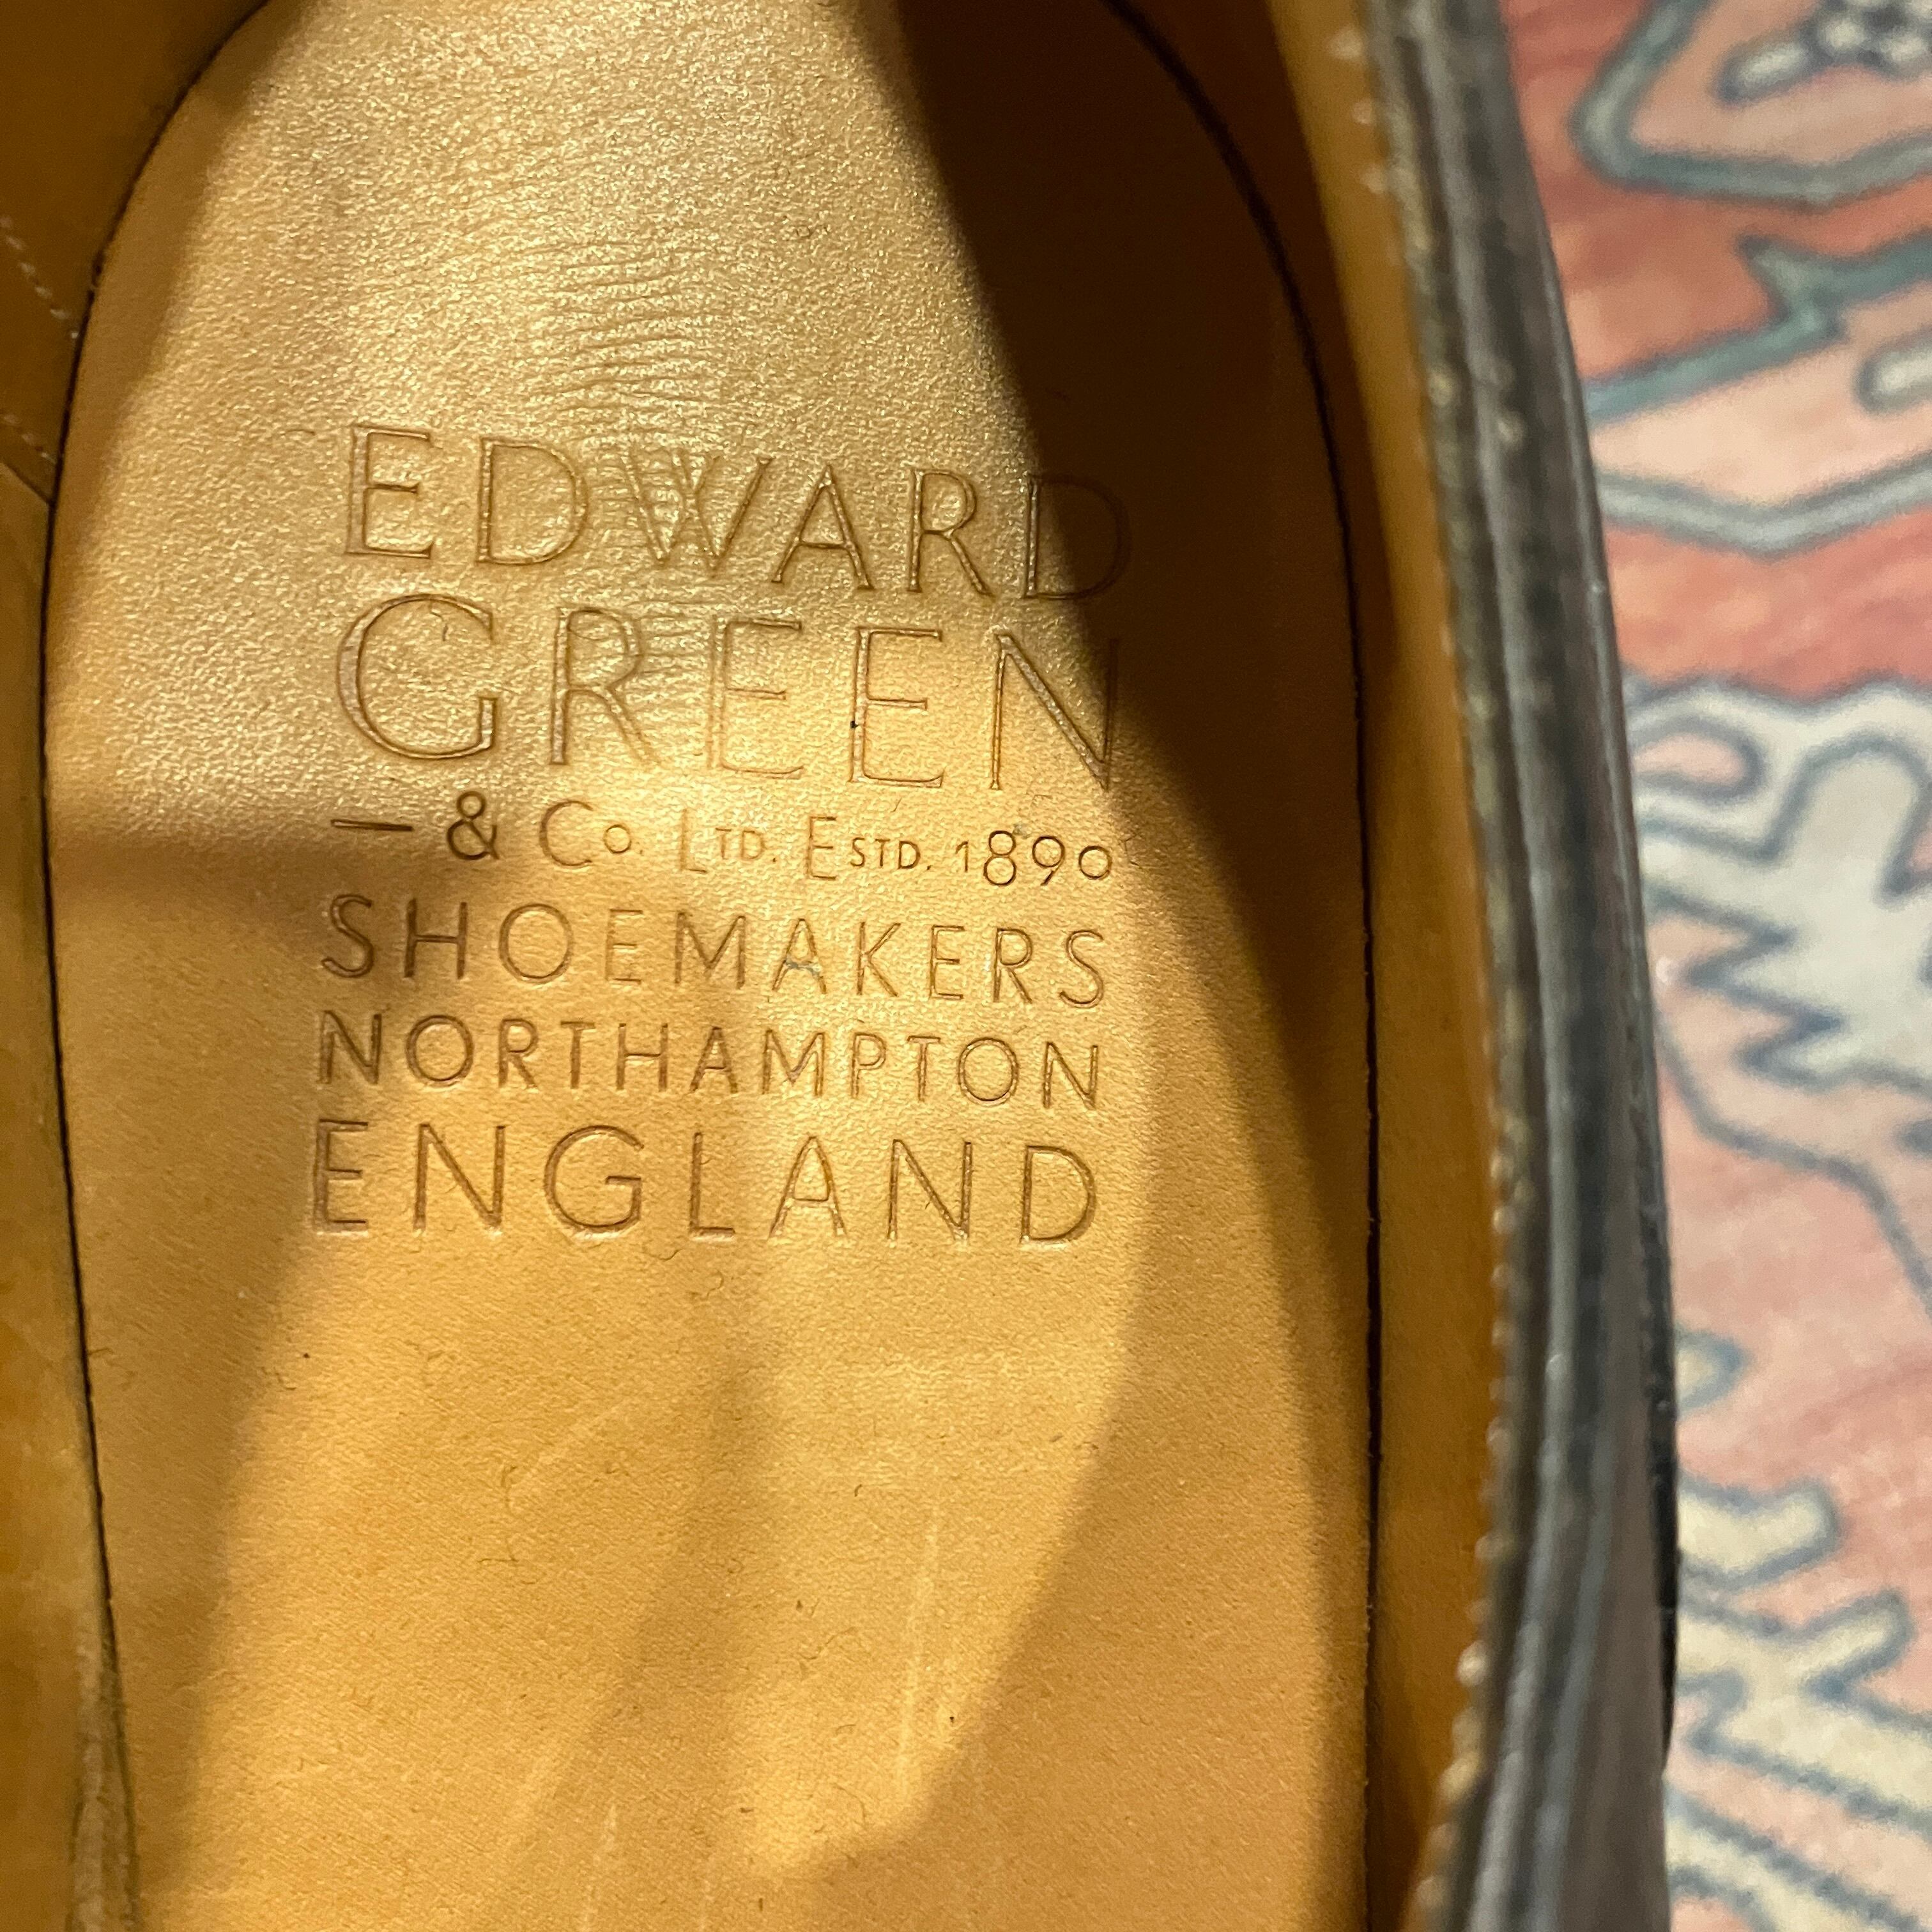 EDWARD
GREEN
— & Co. LTD. ESTD. 1890
SHOEMAKERS
NORTHAMPTON
ENGLAND